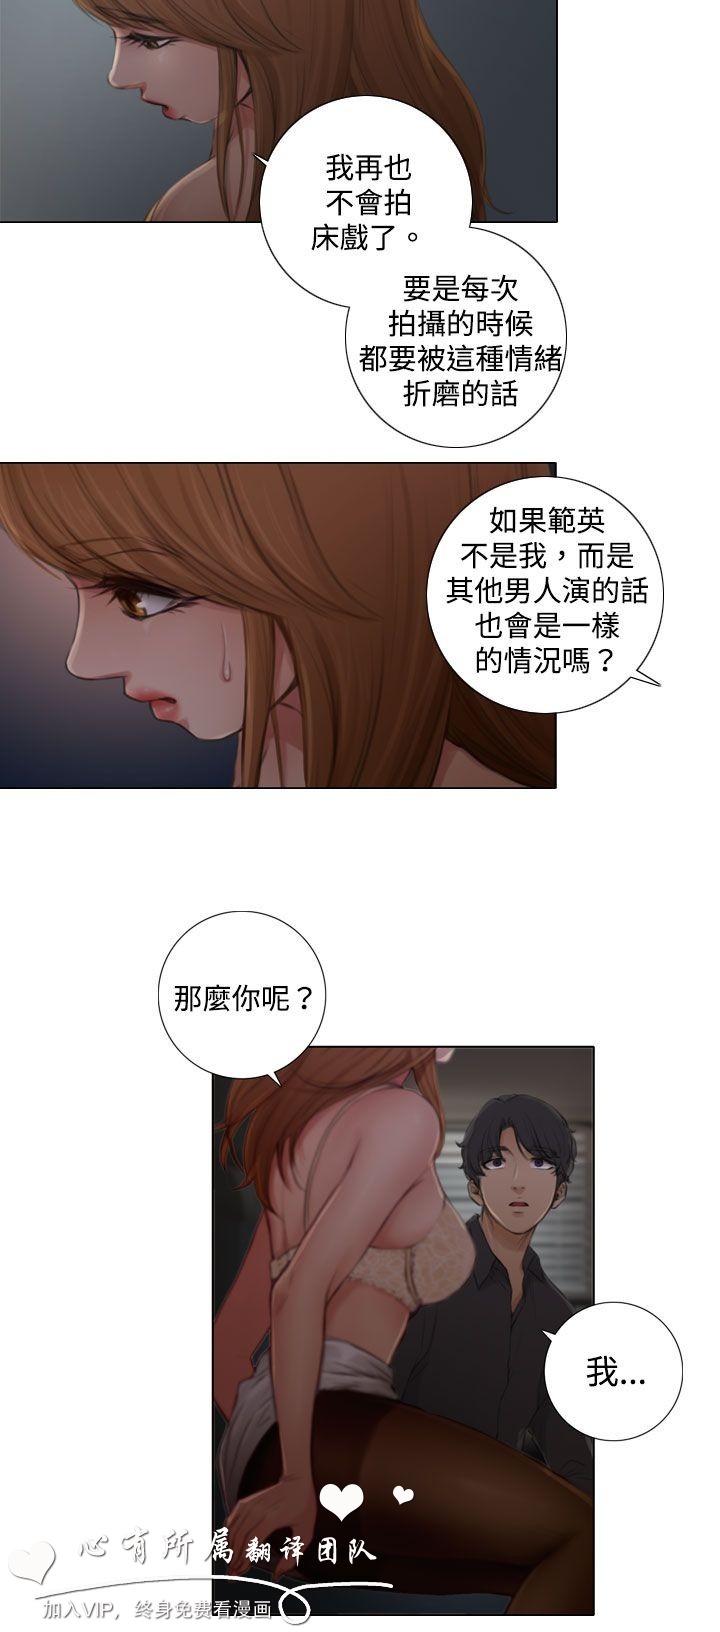 我再也
不會拍
床戲了。
要是每次
拍攝的時候
都要被這種情緒
折磨的話
如果範英
不是我，而是
其他男人演的話
也會是一樣
的情況嗎？
那麼你呢？
我...
心有所属翻译团队
加入VIP，终身免费看漫画